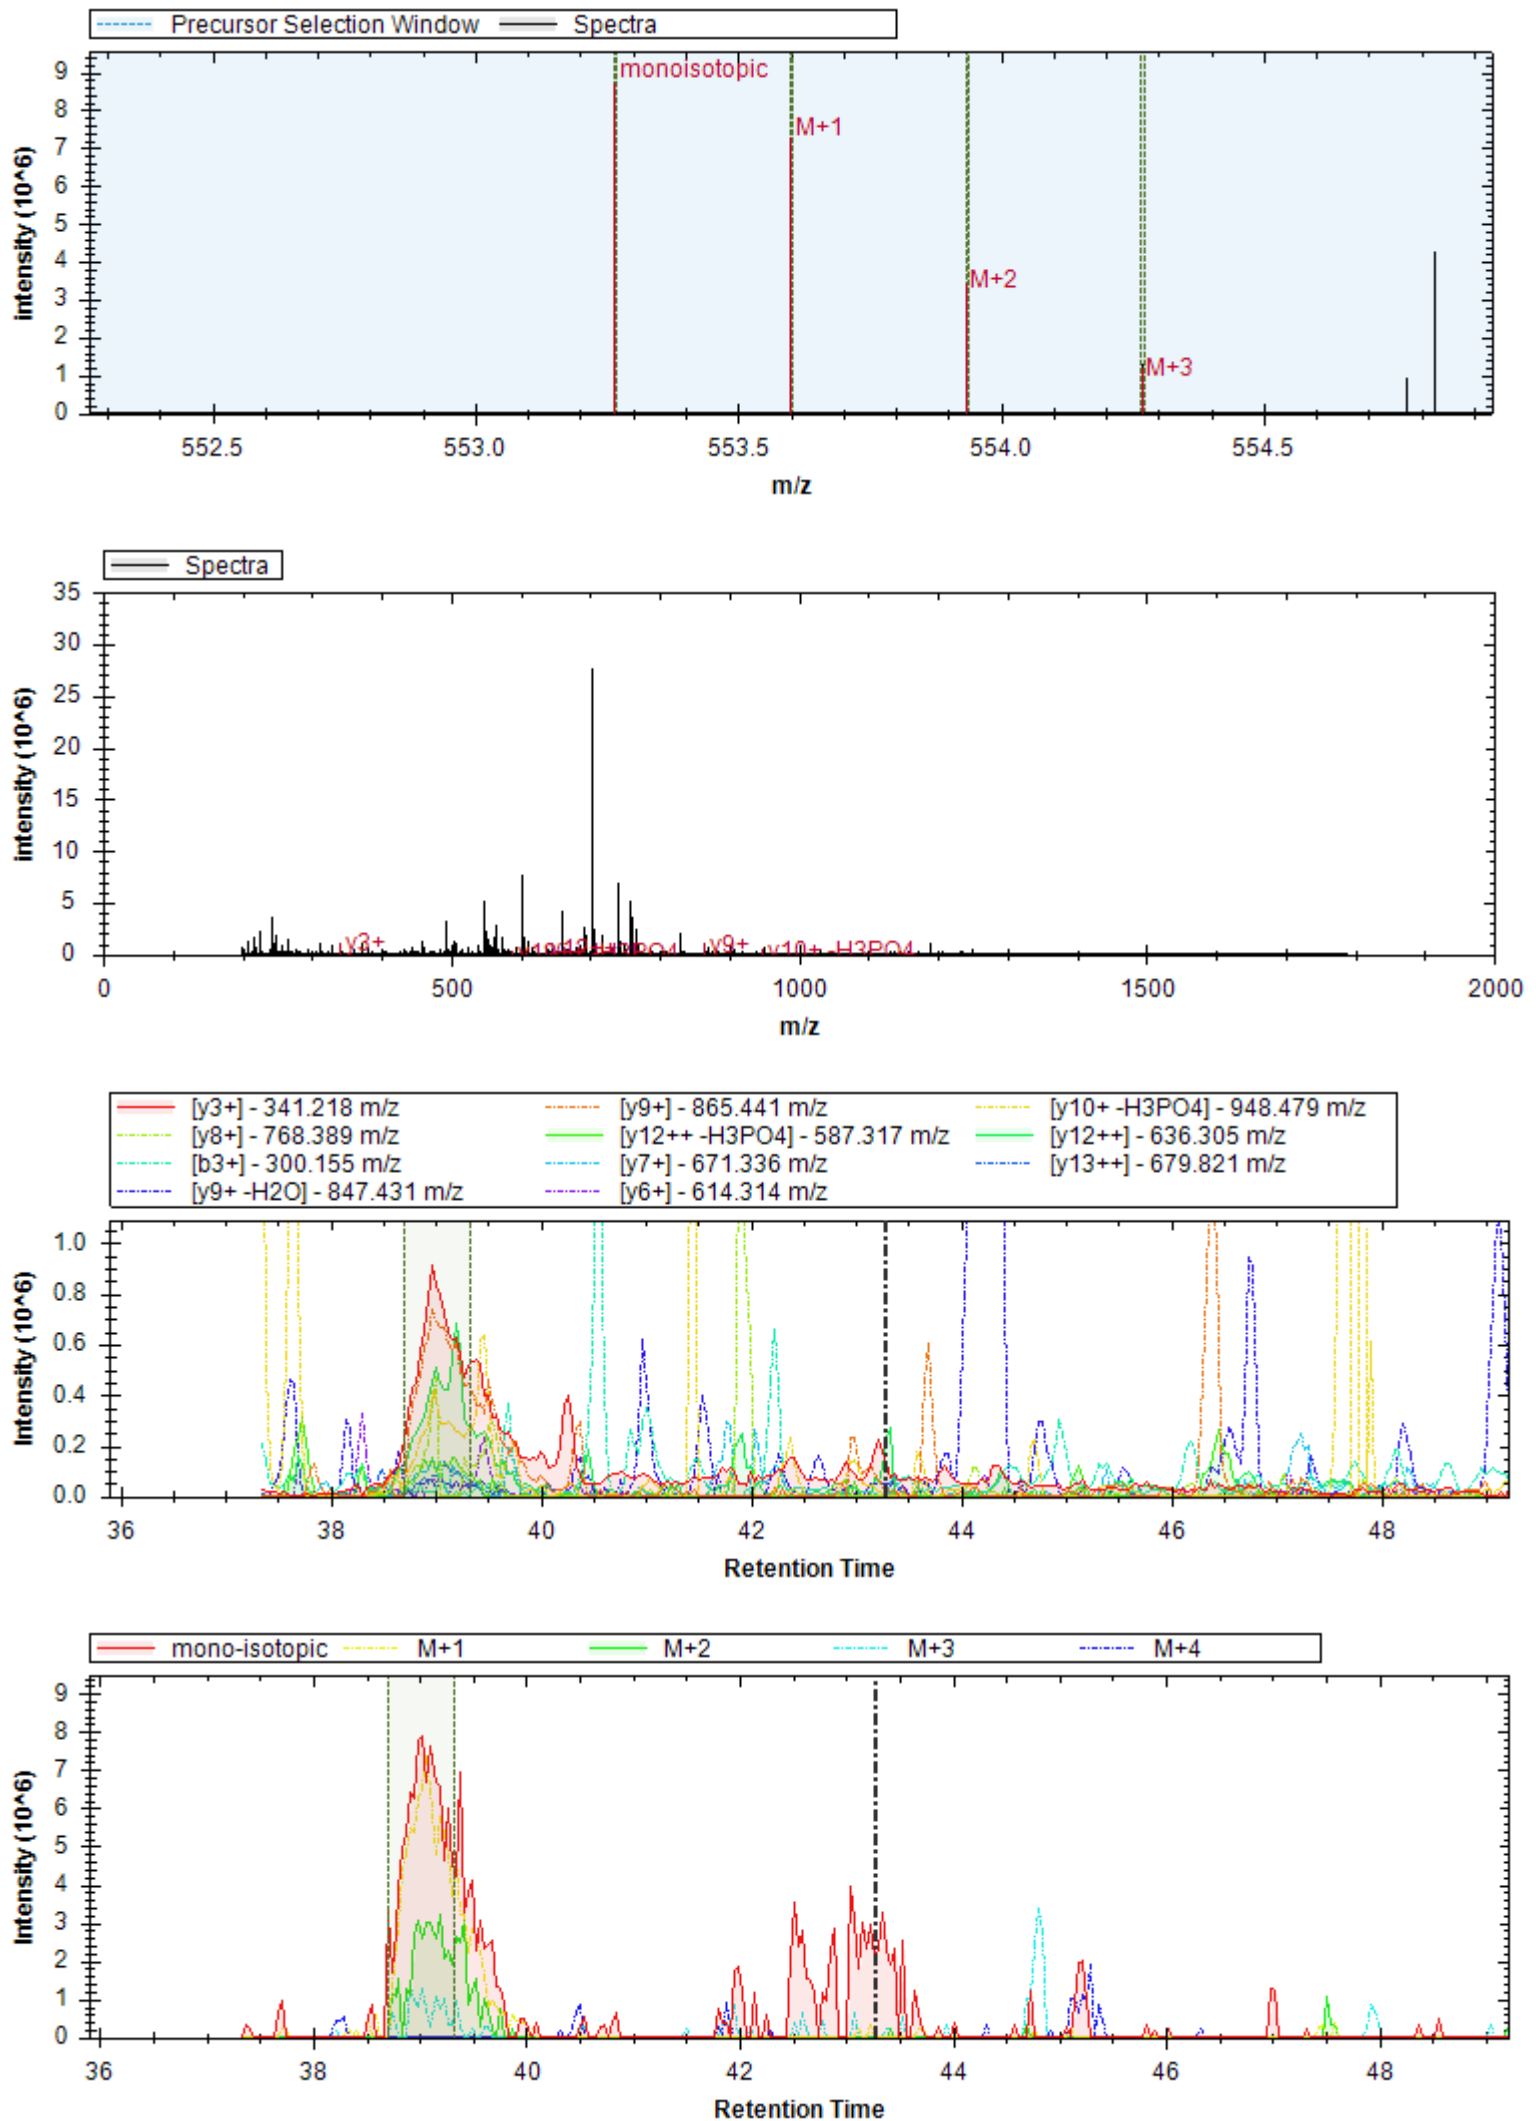 Precursor Selection Window Spectra
intensity (10^6)
9
8
7
6
5
4
3
2
1
0
monoisotopic
M+1
M+2
M+3
552.5 553.0 553.5 554.0 554.5
m/z
Spectra
intensity (10^6)
35
30
25
20
15
10
5
0
y3+ y9+ y10+ -H3PO4
0 500 1000 1500 2000
m/z
[y3+] - 341.218 m/z [y9+] - 865.441 m/z [y10+ -H3PO4] - 948.479 m/z
[y8+] - 768.389 m/z [y12++ -H3PO4] - 587.317 m/z [y12++] - 636.305 m/z
[b3+] - 300.155 m/z [y7+] - 671.336 m/z [y13++] - 679.821 m/z
[y9+ -H2O] - 847.431 m/z [y6+] - 614.314 m/z
Intensity (10^6)
1.0
0.8
0.6
0.4
0.2
0.0
36 38 40 42 44 46 48
Retention Time
mono-isotopic M+1 M+2 M+3 M+4
Intensity (10^6)
9
8
7
6
5
4
3
2
1
0
36 38 40 42 44 46 48
Retention Time